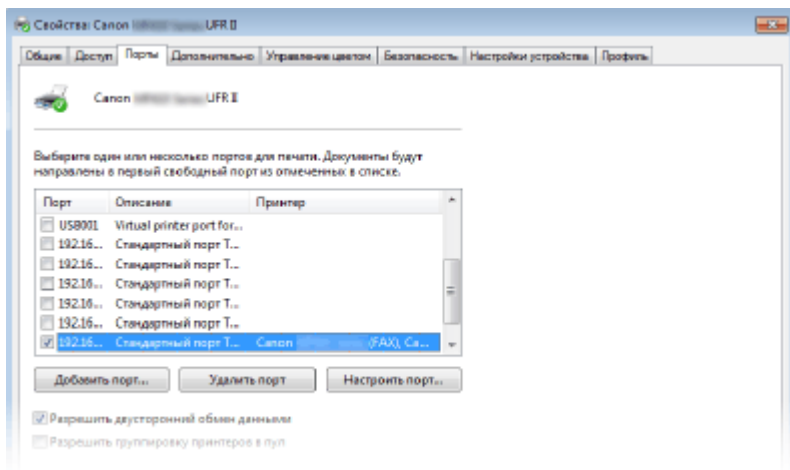 Свойства: Canon UFR II
Общие Доступ Порты Дополнительно Управление цветом Безопасность Настройки устройства Профиль
Canon UFR II
Выберите один или несколько портов для печати. Документы будут
направлены в первый свободный порт из отмеченных в списке.
Порт Описание Принтер
USB001 Virtual printer port for...
192.16... Стандартный порт T...
192.16... Стандартный порт T...
192.16... Стандартный порт T...
192.16... Стандартный порт T...
192.16... Стандартный порт T...
192.16... Стандартный порт T... Canon (FAX), Ca...
Добавить порт... Удалить порт Настроить порт...
Разрешить двусторонний обмен данными
Разрешить группировку принтеров в пул